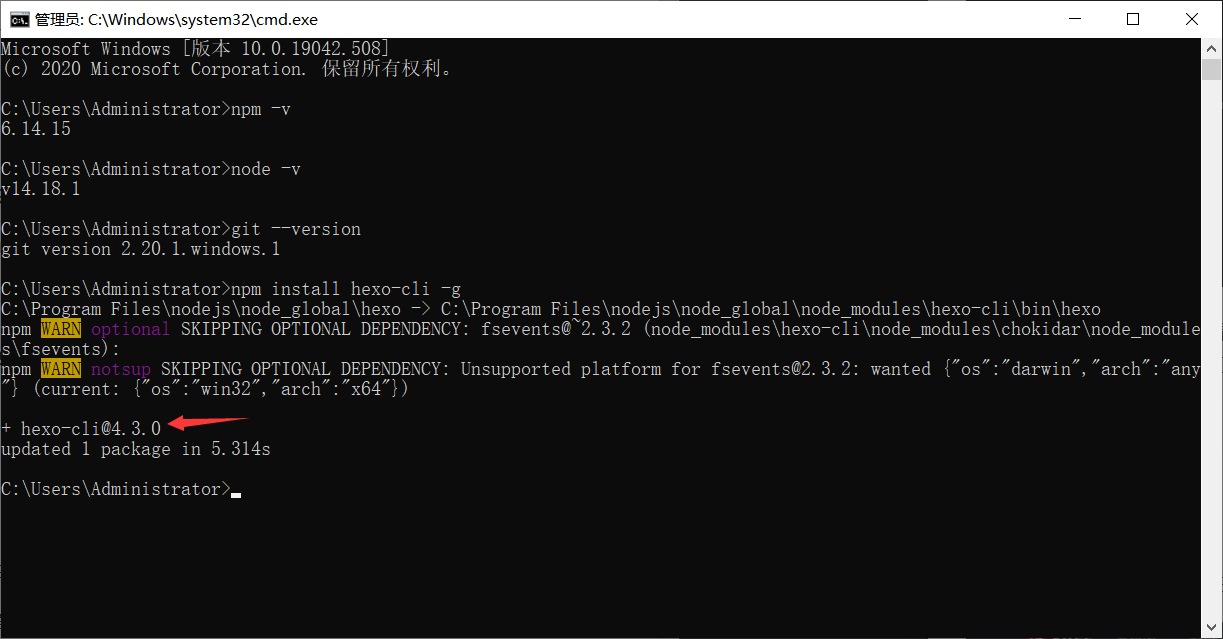 管理员: C:\Windows\system32\cmd.exe
Microsoft Windows [版本 10.0.19042.508]
(c) 2020 Microsoft Corporation. 保留所有权利。
C:\Users\Administrator>npm -v
6.14.15
C:\Users\Administrator>node -v
v14.18.1
C:\Users\Administrator>git --version
git version 2.20.1.windows.1
C:\Users\Administrator>npm install hexo-cli -g
C:\Program Files\nodejs\node_global\hexo -> C:\Program Files\nodejs\node_global\node_modules\hexo-cli\bin\hexo
npm WARN optional SKIPPING OPTIONAL DEPENDENCY: fsevents@~2.3.2 (node_modules\hexo-cli\node_modules\chokidar\node_module
s\fsevents):
npm WARN notsup SKIPPING OPTIONAL DEPENDENCY: Unsupported platform for fsevents@2.3.2: wanted {"os":"darwin","arch":"any
"} (current: {"os":"win32","arch":"x64"})
+ hexo-cli@4.3.0
updated 1 package in 5.314s
C:\Users\Administrator>